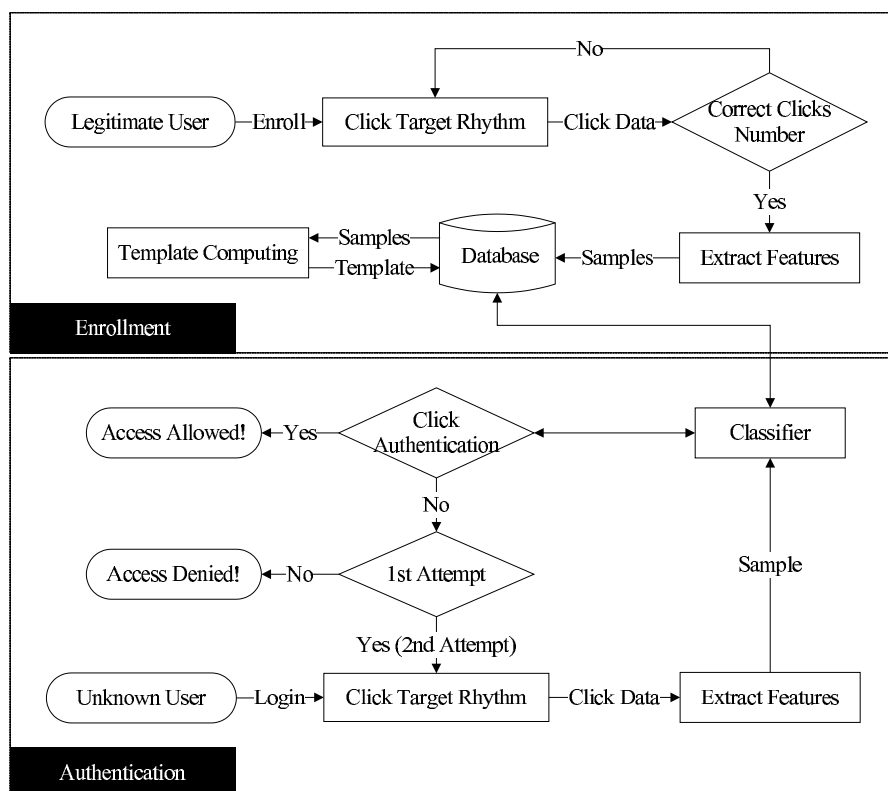 No
Legitimate User
Enroll
Click Target Rhythm
Click Data
Correct Clicks
Number
Yes
Template Computing
Samples
Template
Database
Samples
Extract Features
Enrollment
Access Allowed!
Yes
Click
Authentication
Classifier
No
Access Denied!
No
1st Attempt
Sample
Yes (2nd Attempt)
Unknown User
Login
Click Target Rhythm
Click Data
Extract Features
Authentication